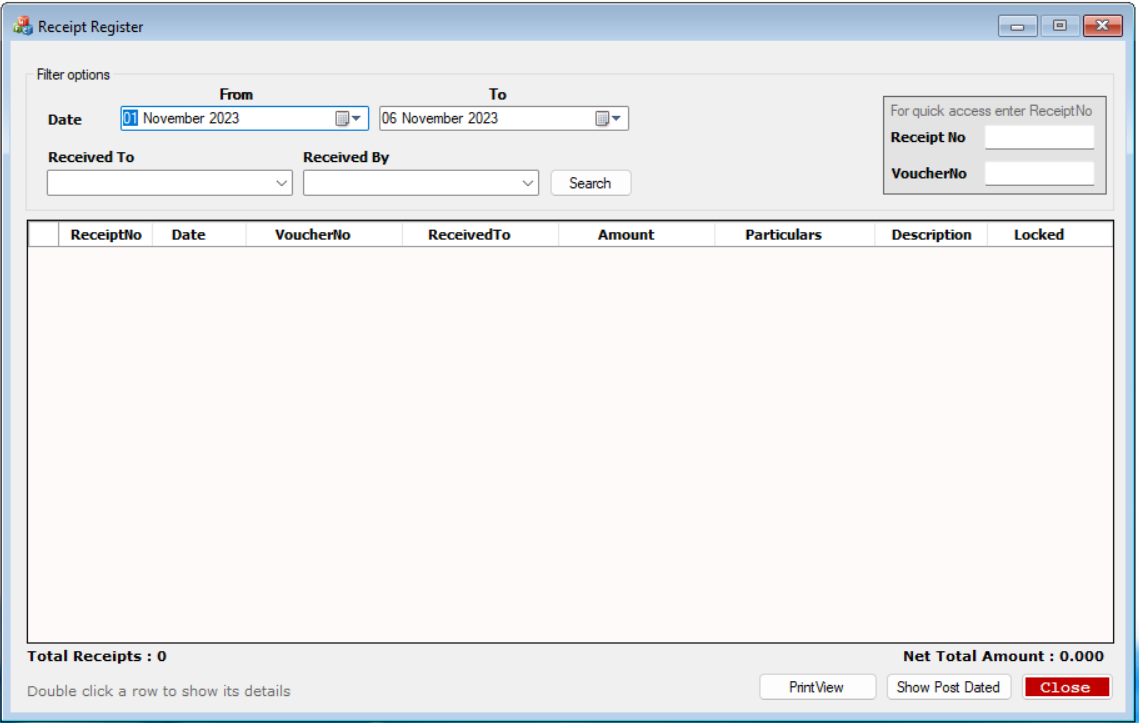 Receipt Register
Filter options
From To
Date 01 November 2023 06 November 2023
For quick access enter ReceiptNo
Receipt No
VoucherNo
Received To Received By
Search
ReceiptNo Date VoucherNo ReceivedTo Amount Particulars Description Locked
Total Receipts : 0 Net Total Amount : 0.000
Double click a row to show its details
PrintView Show Post Dated Close